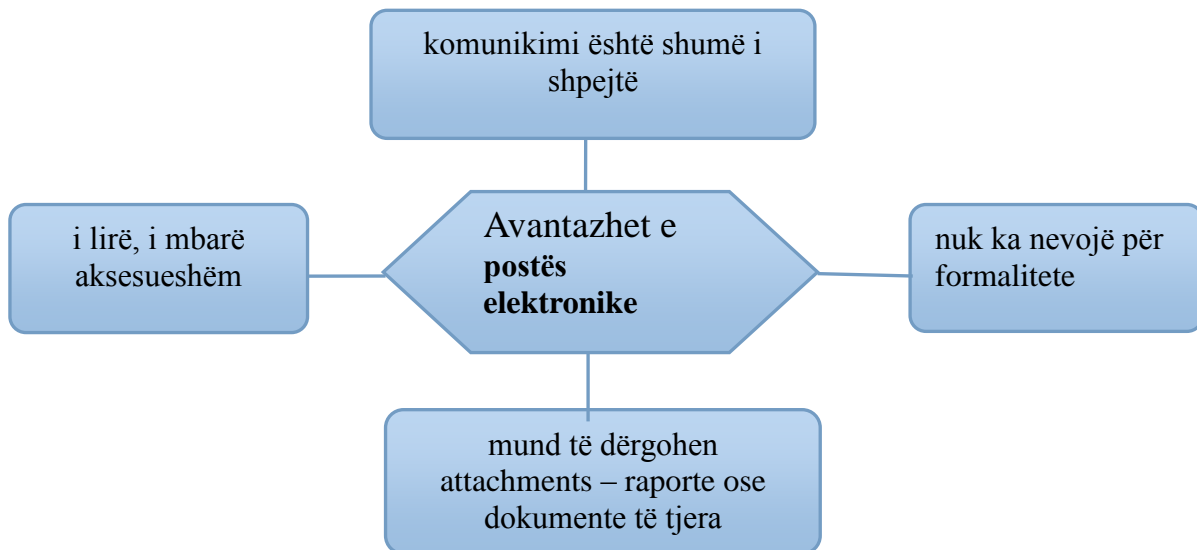 komunikimi është shumë i
shpejtë
i lirë, i mbarë
aksesueshëm
Avantazhet e
postës
elektronike
nuk ka nevojë për
formalitete
mund të dërgohen
attachments – raporte ose
dokumente të tjera